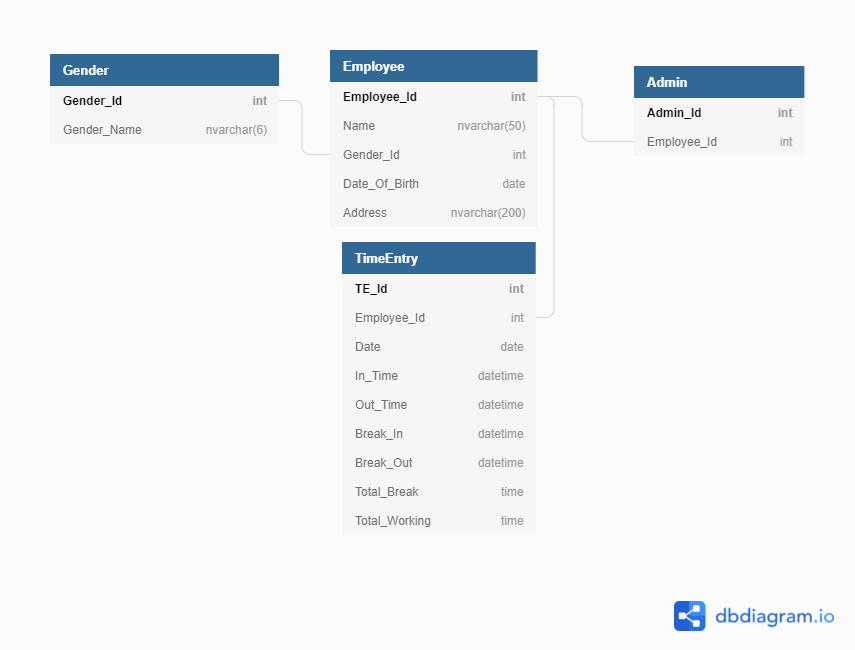 Gender
Gender_Id int
Gender_Name nvarchar(6)
Employee
Employee_Id int
Name nvarchar(50)
Gender_Id int
Date_Of_Birth date
Address nvarchar(200)
Admin
Admin_Id int
Employee_Id int
TimeEntry
TE_Id int
Employee_Id int
Date date
In_Time datetime
Out_Time datetime
Break_In datetime
Break_Out datetime
Total_Break time
Total_Working time
dbdiagram.io